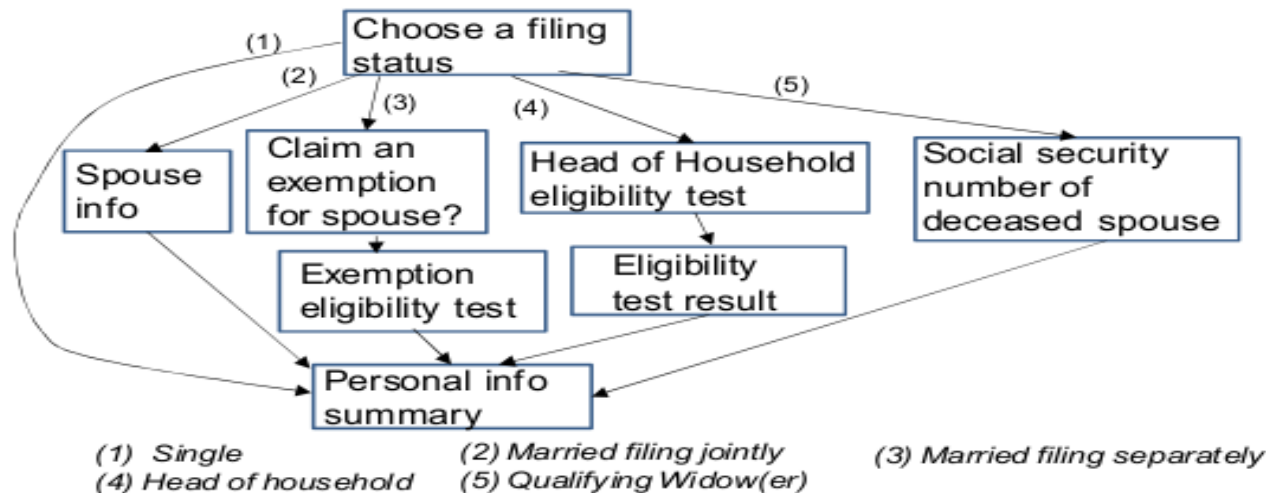 Choose a filing
status
(1)
(2)
(3)
(4)
(5)
Spouse
info
Claim an
exemption
for spouse?
Head of Household
eligibility test
Social security
number of
deceased spouse
Exemption
eligibility test
Eligibility
test result
Personal info
summary
(1) Single
(2) Married filing jointly
(3) Married filing separately
(4) Head of household
(5) Qualifying Widow(er)